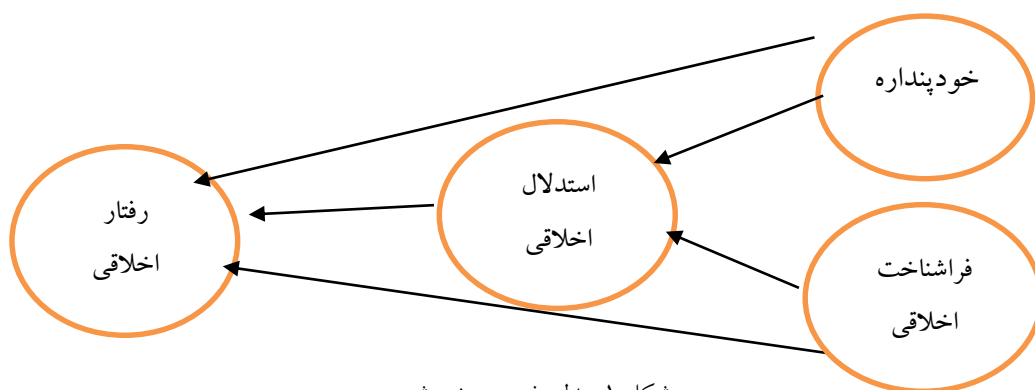 خودپنداره
استدلال
اخلاقی
رفتار
اخلاقی
فراشناخت
اخلاقی